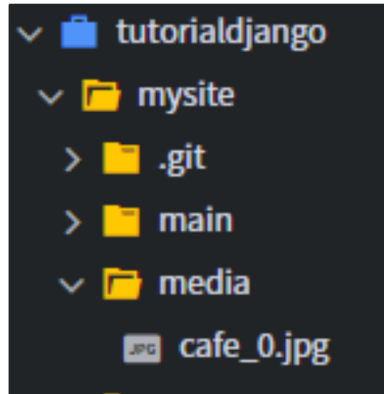 tutorialdjango
mysite
.git
main
media
JPG cafe_0.jpg